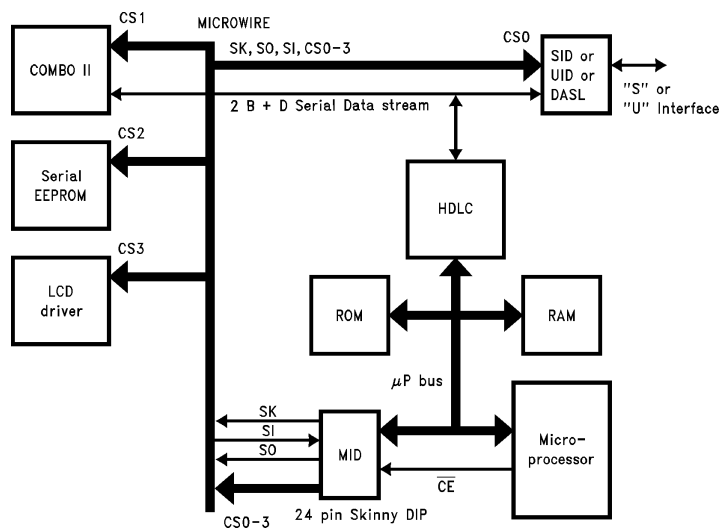 CS1
MICROWIRE
SK, SO, SI, CS0-3
CS0
COMBO II
SID or
UID or
DASL
"S" or
"U" Interface
2 B + D Serial Data stream
CS2
Serial
EEPROM
HDLC
CS3
LCD
driver
ROM
RAM
μP bus
SK
SI
SO
MID
Micro-
processor
CE
CS0-3
24 pin Skinny DIP